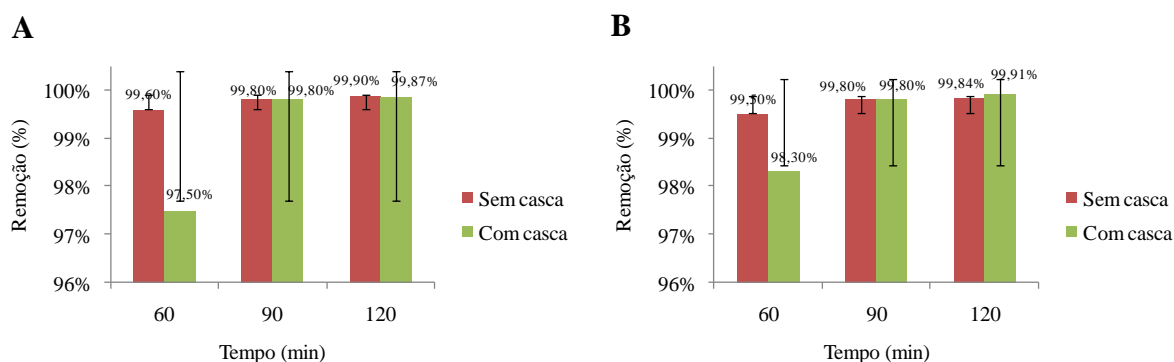 A
Remoção (%)
100%
99%
98%
97%
96%
99,60%
97,50%
99,80%
99,80%
99,90%
99,87%
60
90
120
Tempo (min)
Sem casca
Com casca
B
Remoção (%)
100%
99%
98%
97%
96%
99,50%
98,30%
99,80%
99,80%
99,84%
99,91%
60
90
120
Tempo (min)
Sem casca
Com casca